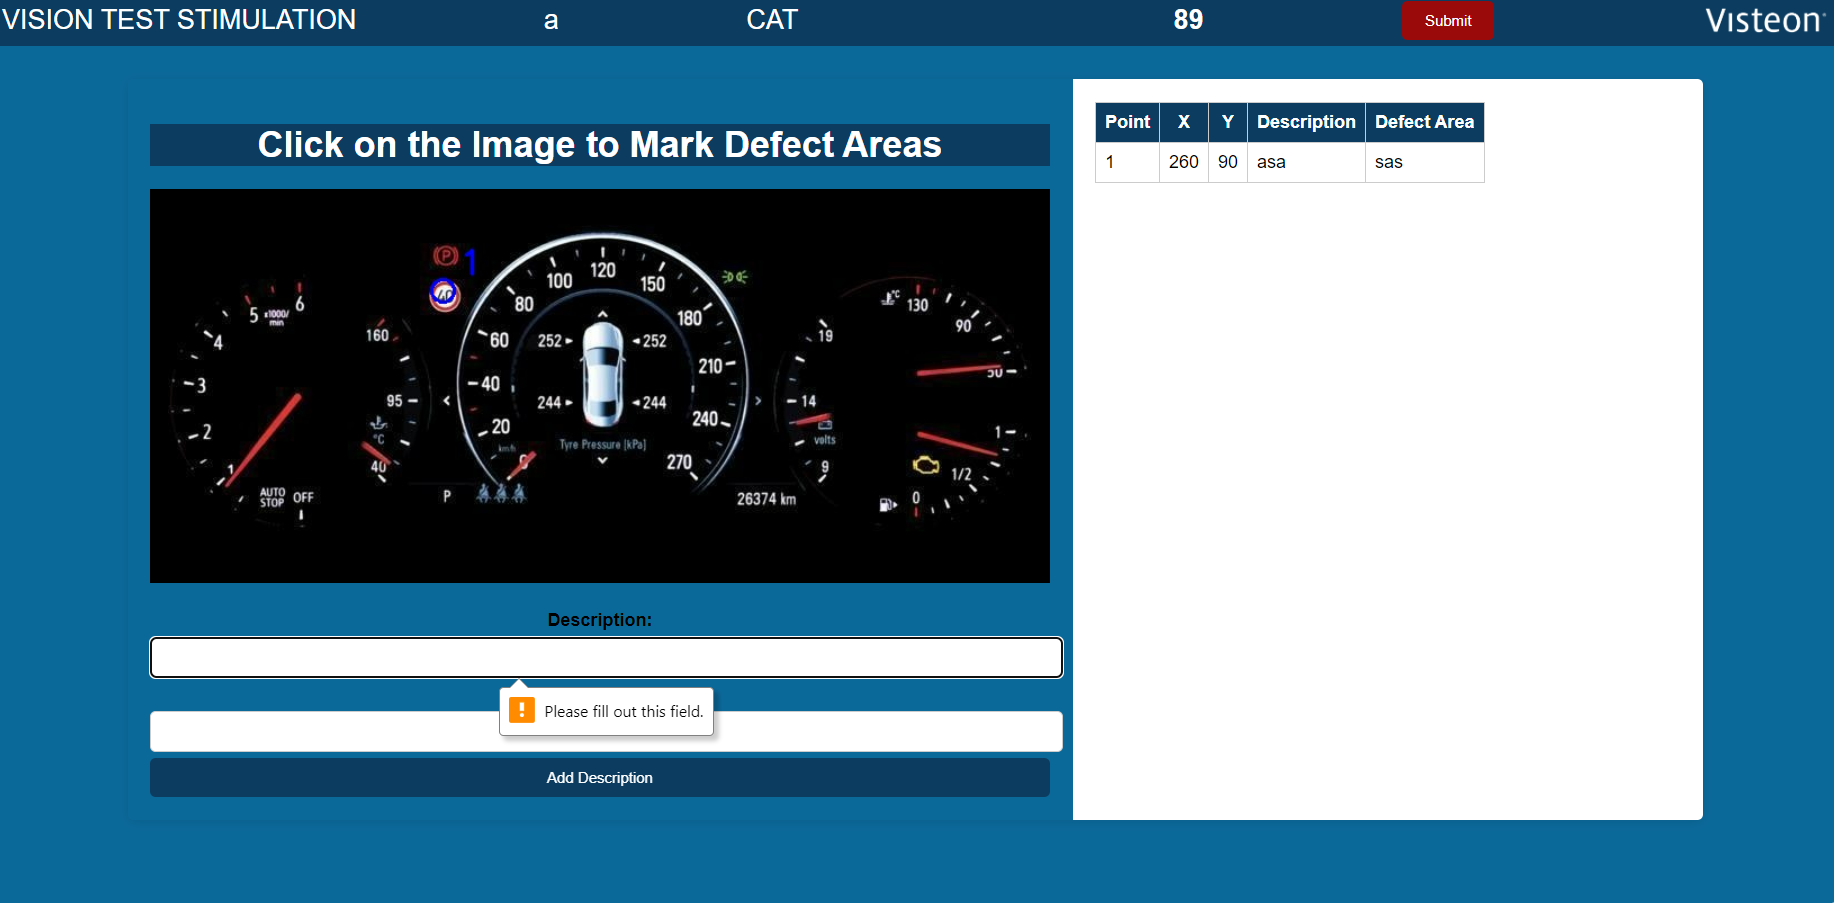 VISION TEST STIMULATION a CAT 89 Submit Visteon
Click on the Image to Mark Defect Areas
1
40
5 x1000/min 6
4
3
2
1
AUTO STOP OFF
160
95
°C
40
P
120
100 150
80 180
60 210
40 240
20 270
km/h 0
252 252
244 244
Tyre Pressure [kPa]
26374 km
19
14
volts
9
°C 130
90
50
1
1/2
0
Description:
Please fill out this field.
Add Description
Point X Y Description Defect Area
1 260 90 asa sas